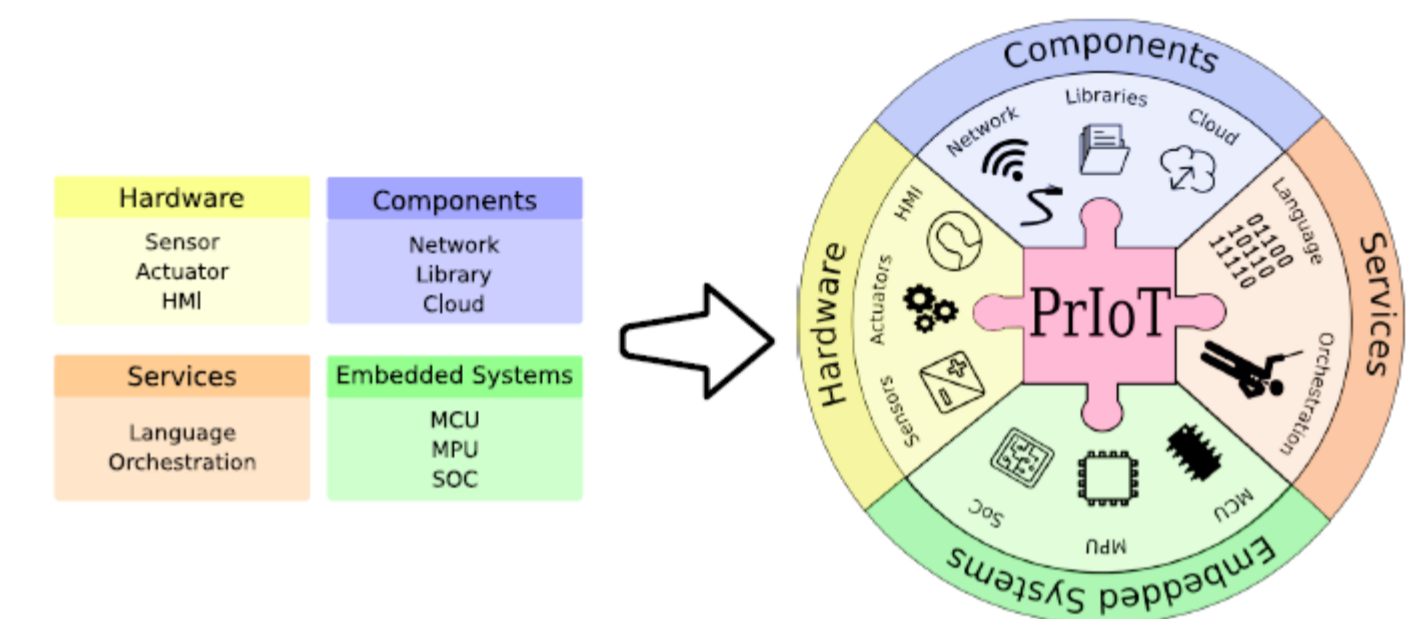 Hardware
Sensor
Actuator
HMl
Components
Network
Library
Cloud
Services
Language
Orchestration
Embedded Systems
MCU
MPU
SOC
Components
Network
Libraries
Cloud
Hardware
HMI
Actuators
Sensors
PrIoT
Services
Language
01100
10110
11110
Orchestration
Embedded Systems
SoC
MPU
MCU